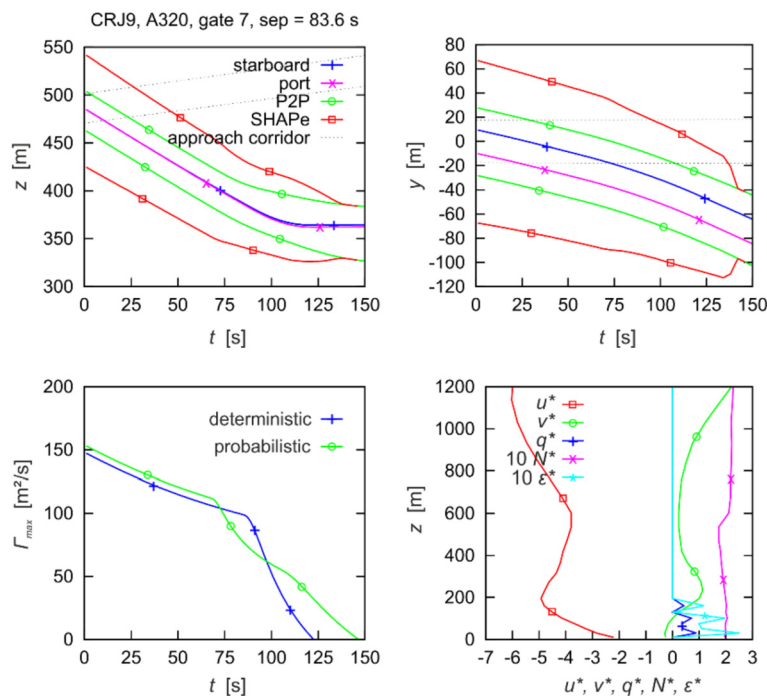 CRJ9, A320, gate 7, sep = 83.6 s
550
500
450
400
350
300
z [m]
starboard
port
P2P
SHAPe
approach corridor
0 25 50 75 100 125 150
t [s]
80
60
40
20
0
-20
-40
-60
-80
-100
-120
y [m]
0 25 50 75 100 125 150
t [s]
200
150
100
50
0
Γmax [m²/s]
deterministic
probabilistic
0 25 50 75 100 125 150
t [s]
1200
1000
800
600
400
200
0
z [m]
u*
v*
q*
10 N*
10 ε*
-7 -6 -5 -4 -3 -2 -1 0 1 2 3
u*, v*, q*, N*, ε*